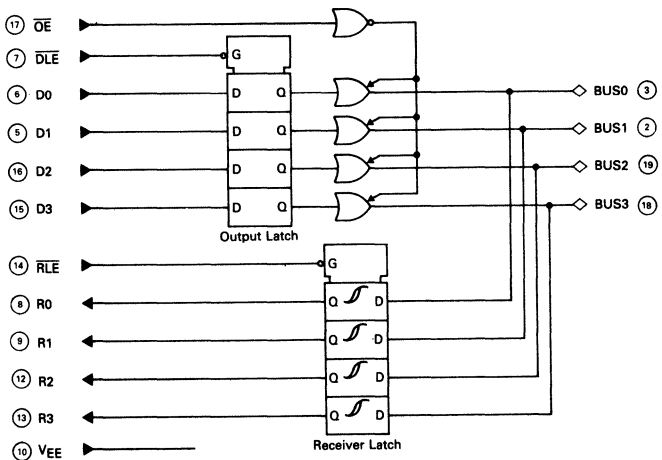 17 OE
7 DLE
G
6 D0 D Q BUS0 3
5 D1 D Q BUS1 2
16 D2 D Q BUS2 19
15 D3 D Q BUS3 18
Output Latch
14 RLE G
8 R0 Q D
9 R1 Q D
12 R2 Q D
13 R3 Q D
10 VEE
Receiver Latch